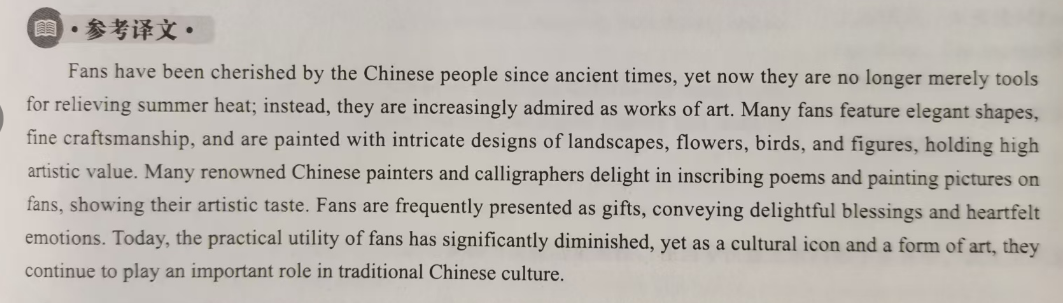 ·参考译文·
Fans have been cherished by the Chinese people since ancient times, yet now they are no longer merely tools
for relieving summer heat; instead, they are increasingly admired as works of art. Many fans feature elegant shapes,
fine craftsmanship, and are painted with intricate designs of landscapes, flowers, birds, and figures, holding high
artistic value. Many renowned Chinese painters and calligraphers delight in inscribing poems and painting pictures on
fans, showing their artistic taste. Fans are frequently presented as gifts, conveying delightful blessings and heartfelt
emotions. Today, the practical utility of fans has significantly diminished, yet as a cultural icon and a form of art, they
continue to play an important role in traditional Chinese culture.